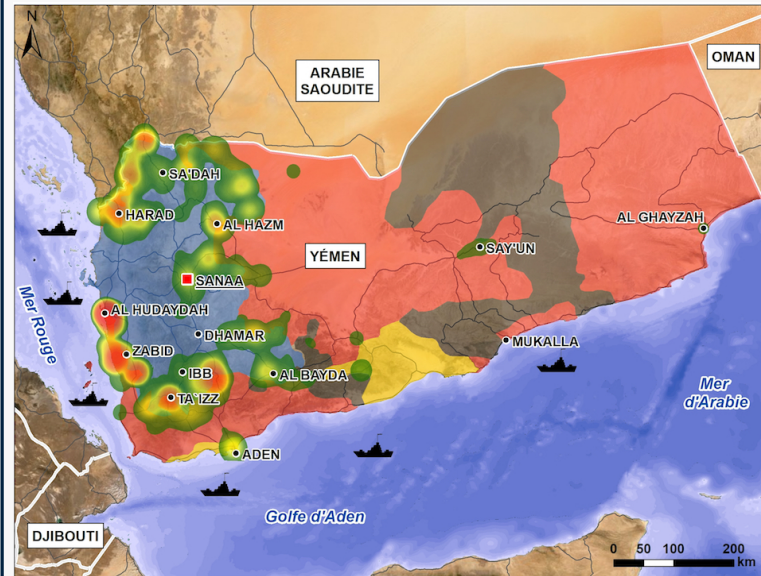 N
OMAN
ARABIE
SAOUDITE
SA'DAH
HARAD
AL HAZM
AL GHAYZAH
SAY'UN
YÉMEN
SANAA
Mer Rouge
AL HUDAYDAH
DHAMAR
MUKALLA
ZABID
IBB
AL BAYDA
TA'IZZ
Mer
d'Arabie
ADEN
Golfe d'Aden
DJIBOUTI
0 50 100 200
km